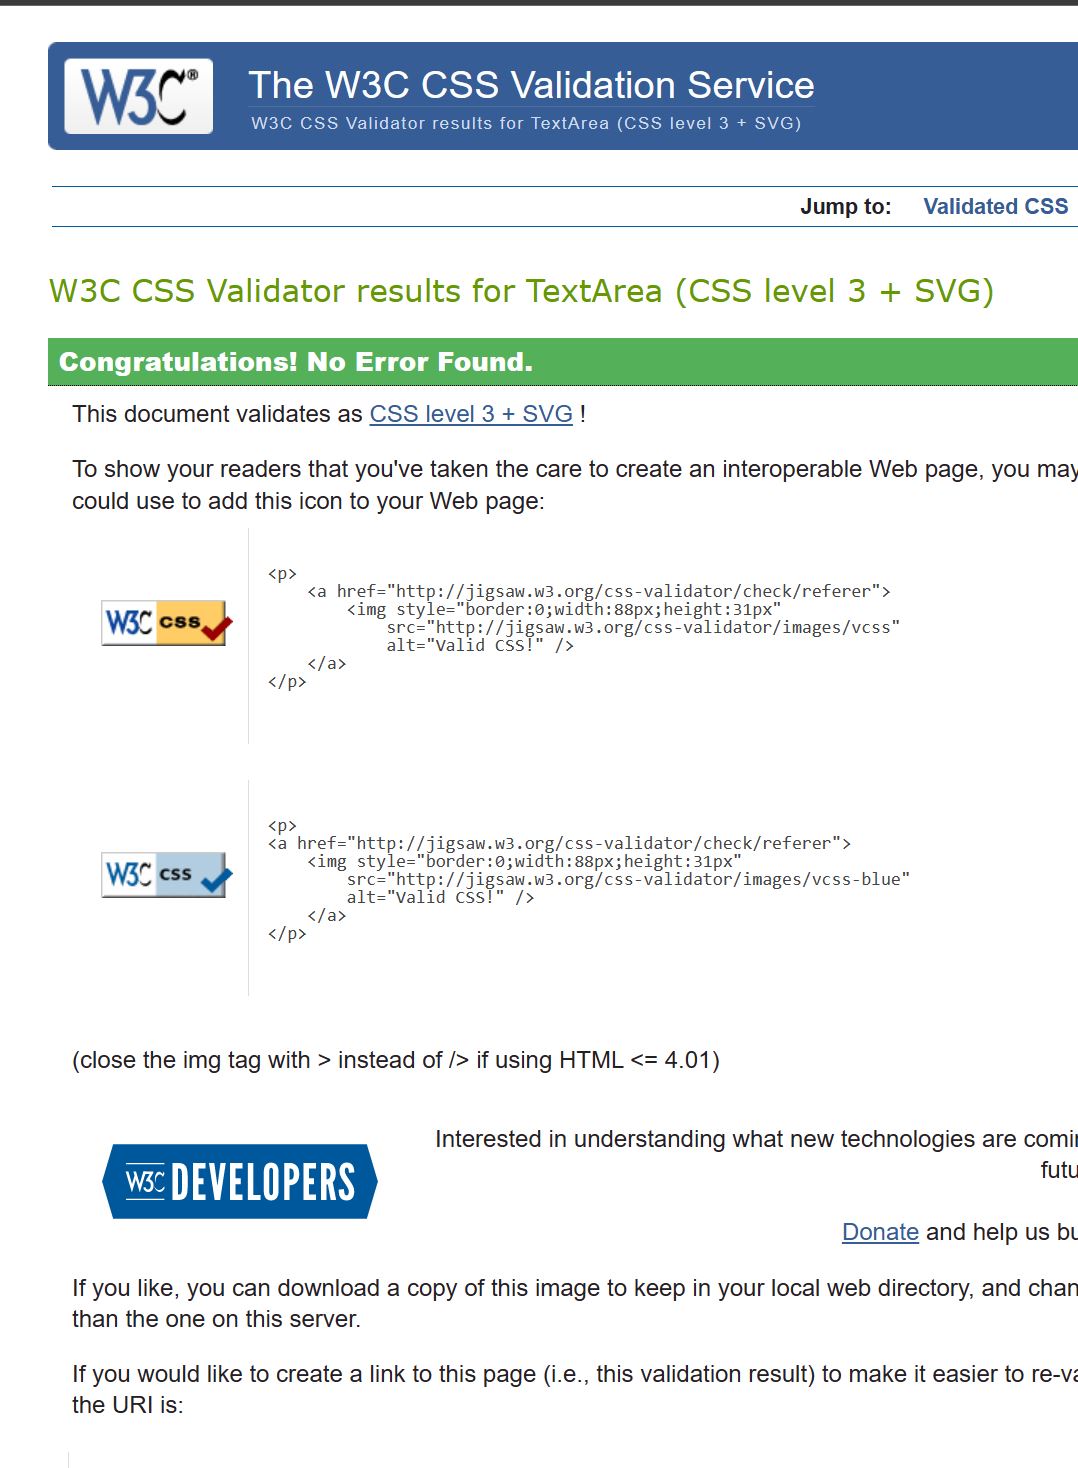 W3C®
The W3C CSS Validation Service
W3C CSS Validator results for TextArea (CSS level 3 + SVG)
Jump to: Validated CSS
W3C CSS Validator results for TextArea (CSS level 3 + SVG)
Congratulations! No Error Found.
This document validates as CSS level 3 + SVG !
To show your readers that you've taken the care to create an interoperable Web page, you may
could use to add this icon to your Web page:
<p>
<a href="http://jigsaw.w3.org/css-validator/check/referer">
<img style="border:0;width:88px;height:31px"
W3C css
src="http://jigsaw.w3.org/css-validator/images/vcss"
alt="Valid CSS!" />
</a>
</p>
<p>
<a href="http://jigsaw.w3.org/css-validator/check/referer">
<img style="border:0;width:88px;height:31px"
W3C css
src="http://jigsaw.w3.org/css-validator/images/vcss-blue"
alt="Valid CSS!" />
</a>
</p>
(close the img tag with > instead of /> if using HTML <= 4.01)
W3C DEVELOPERS
Interested in understanding what new technologies are comin
futu
Donate and help us bu
If you like, you can download a copy of this image to keep in your local web directory, and chan
than the one on this server.
If you would like to create a link to this page (i.e., this validation result) to make it easier to re-va
the URI is: